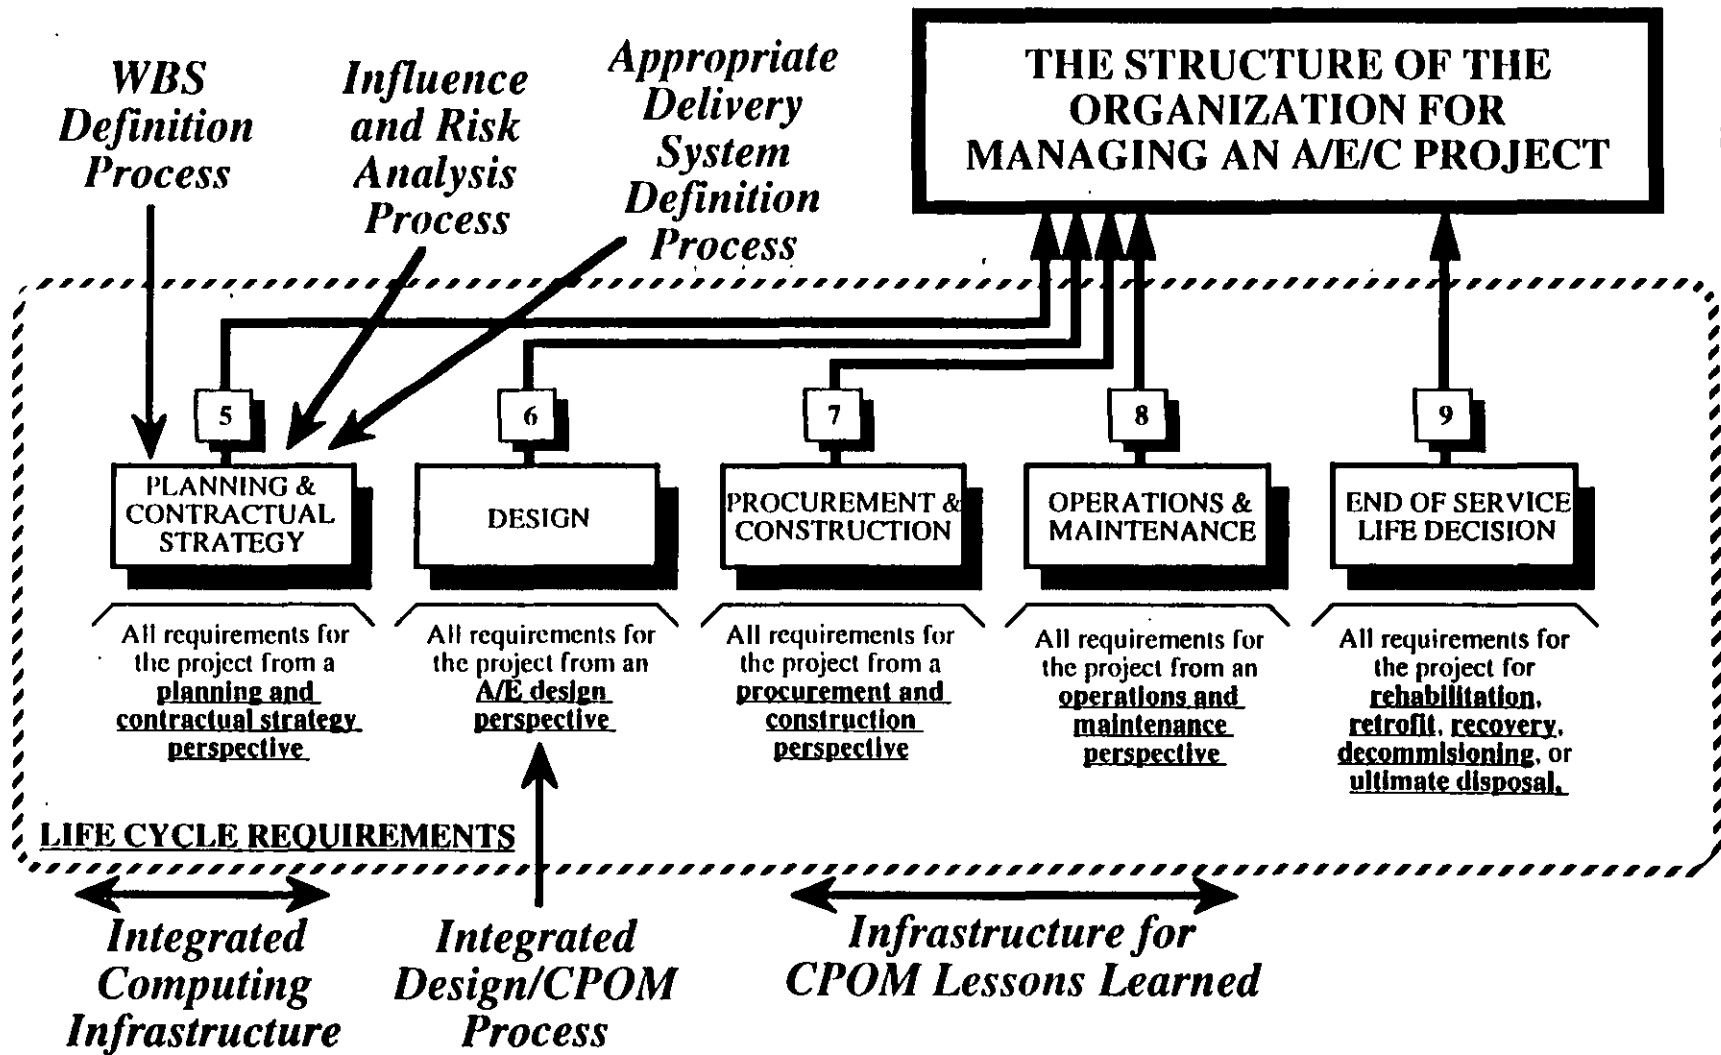 WBS
Definition
Process
Influence
and Risk
Analysis
Process
Appropriate
Delivery
System
Definition
Process
THE STRUCTURE OF THE
ORGANIZATION FOR
MANAGING AN A/E/C PROJECT
5
6
7
8
9
PLANNING &
CONTRACTUAL
STRATEGY
DESIGN
PROCUREMENT &
CONSTRUCTION
OPERATIONS &
MAINTENANCE
END OF SERVICE
LIFE DECISION
All requirements for
the project from a
planning and
contractual strategy
perspective
All requirements for
the project from an
A/E design
perspective
All requirements for
the project from a
procurement and
construction
perspective
All requirements for
the project from an
operations and
maintenance
perspective
All requirements for
the project for
rehabilitation,
retrofit, recovery,
decommisioning, or
ultimate disposal.
LIFE CYCLE REQUIREMENTS
Integrated
Computing
Infrastructure
Integrated
Design/CPOM
Process
Infrastructure for
CPOM Lessons Learned